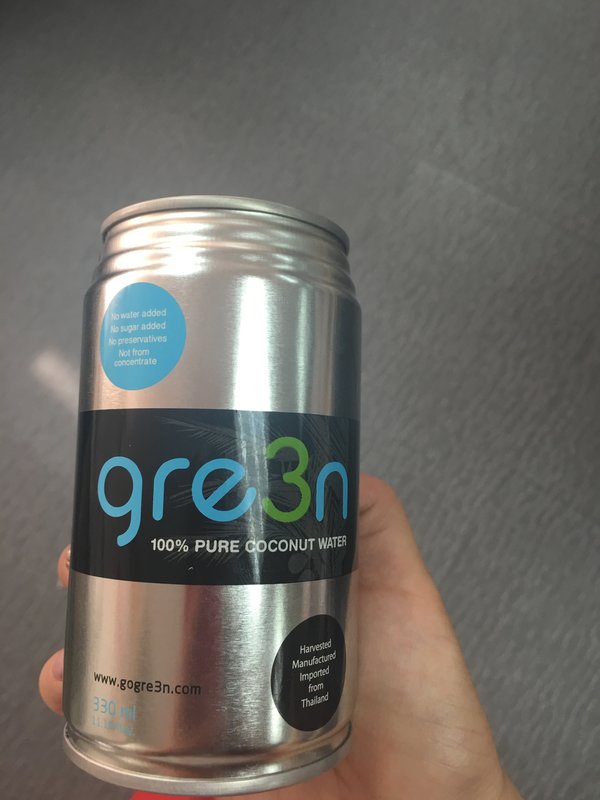 No water added
No sugar added
No preservatives
Not from
concentrate
gre3n
100% PURE COCONUT WATER
Harvested
Manufactured
Imported
from
Thailand
www.gogre3n.com
330 ml